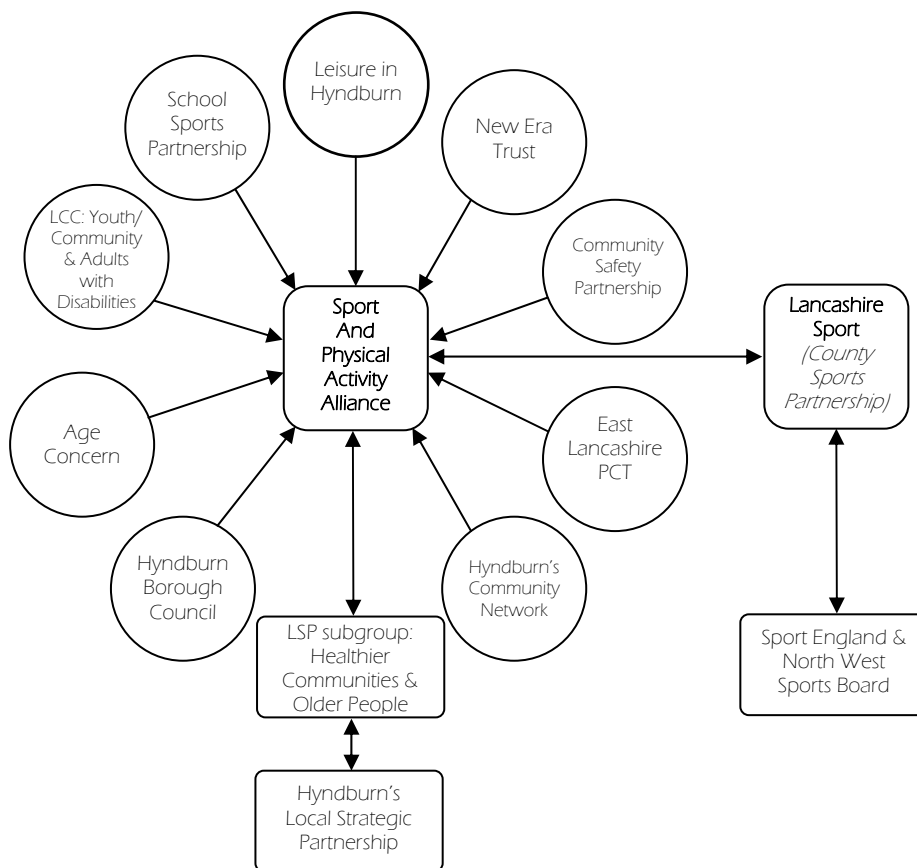 Leisure in
Hyndburn
School
Sports
Partnership
New Era
Trust
LCC: Youth/
Community
& Adults
with
Disabilities
Community
Safety
Partnership
Sport
And
Physical
Activity
Alliance
Lancashire
Sport
(County
Sports
Partnership)
Age
Concern
East
Lancashire
PCT
Hyndburn
Borough
Council
Hyndburn's
Community
Network
LSP subgroup:
Healthier
Communities &
Older People
Sport England &
North West
Sports Board
Hyndburn's
Local Strategic
Partnership